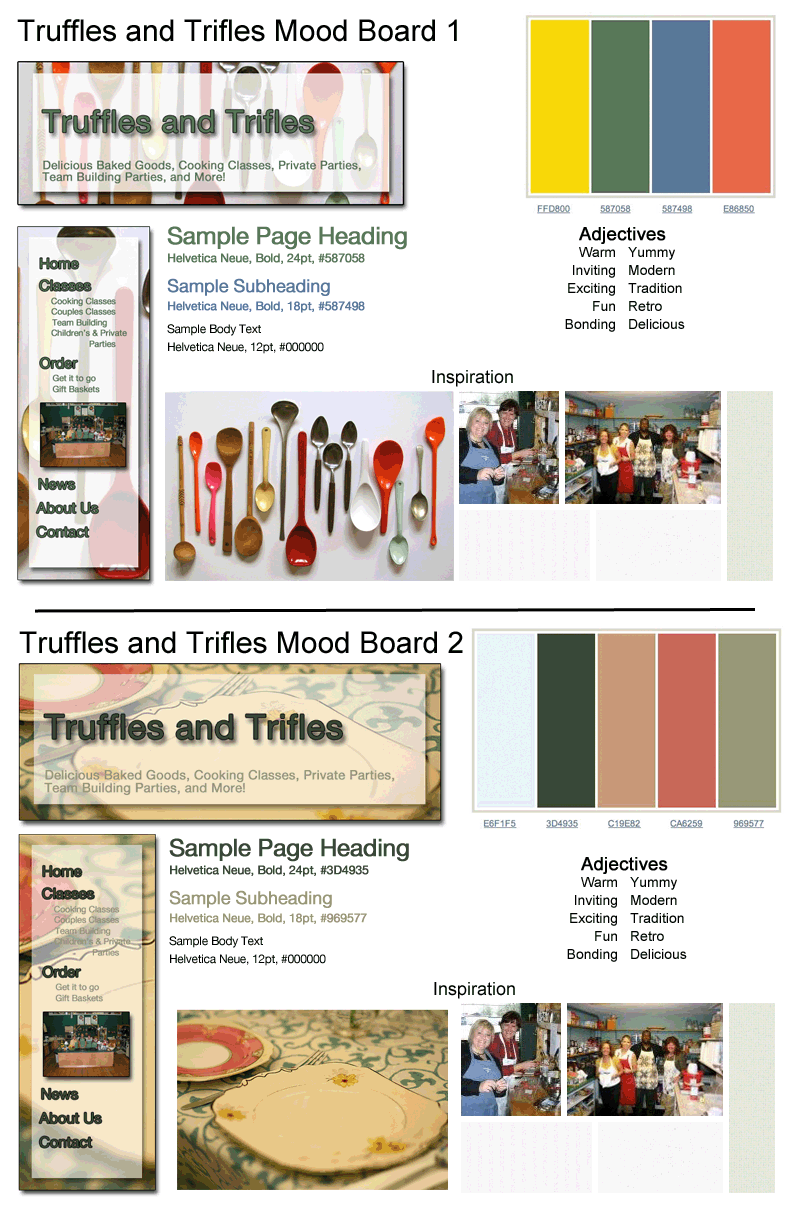 Truffles and Trifles Mood Board 1
Truffles and Trifles
Delicious Baked Goods, Cooking Classes, Private Parties,
Team Building Parties, and More!
FFD800 587058 587498 E86850
Home
Classes
Cooking Classes
Couples Classes
Team Building
Children's & Private
Parties
Order
Get it to go
Gift Baskets
News
About Us
Contact
Sample Page Heading
Helvetica Neue, Bold, 24pt, #587058
Sample Subheading
Helvetica Neue, Bold, 18pt, #587498
Sample Body Text
Helvetica Neue, 12pt, #000000
Adjectives
Warm Yummy
Inviting Modern
Exciting Tradition
Fun Retro
Bonding Delicious
Inspiration
Truffles and Trifles Mood Board 2
Truffles and Trifles
Delicious Baked Goods, Cooking Classes, Private Parties,
Team Building Parties, and More!
E6F1F5 3D4935 C19E82 CA6259 969577
Home
Classes
Cooking Classes
Couples Classes
Team Building
Children's & Private
Parties
Order
Get it to go
Gift Baskets
News
About Us
Contact
Sample Page Heading
Helvetica Neue, Bold, 24pt, #3D4935
Sample Subheading
Helvetica Neue, Bold, 18pt, #969577
Sample Body Text
Helvetica Neue, 12pt, #000000
Adjectives
Warm Yummy
Inviting Modern
Exciting Tradition
Fun Retro
Bonding Delicious
Inspiration